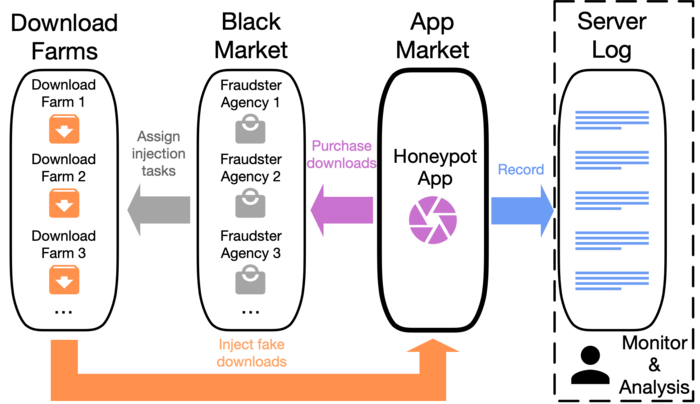 Download
Farms
Download
Farm 1
Download
Farm 2
Download
Farm 3
...
Assign
injection
tasks
Black
Market
Fraudster
Agency 1
Fraudster
Agency 2
Fraudster
Agency 3
...
Purchase
downloads
App
Market
Honeypot
App
Record
Server
Log
Monitor
&
Analysis
Inject fake
downloads